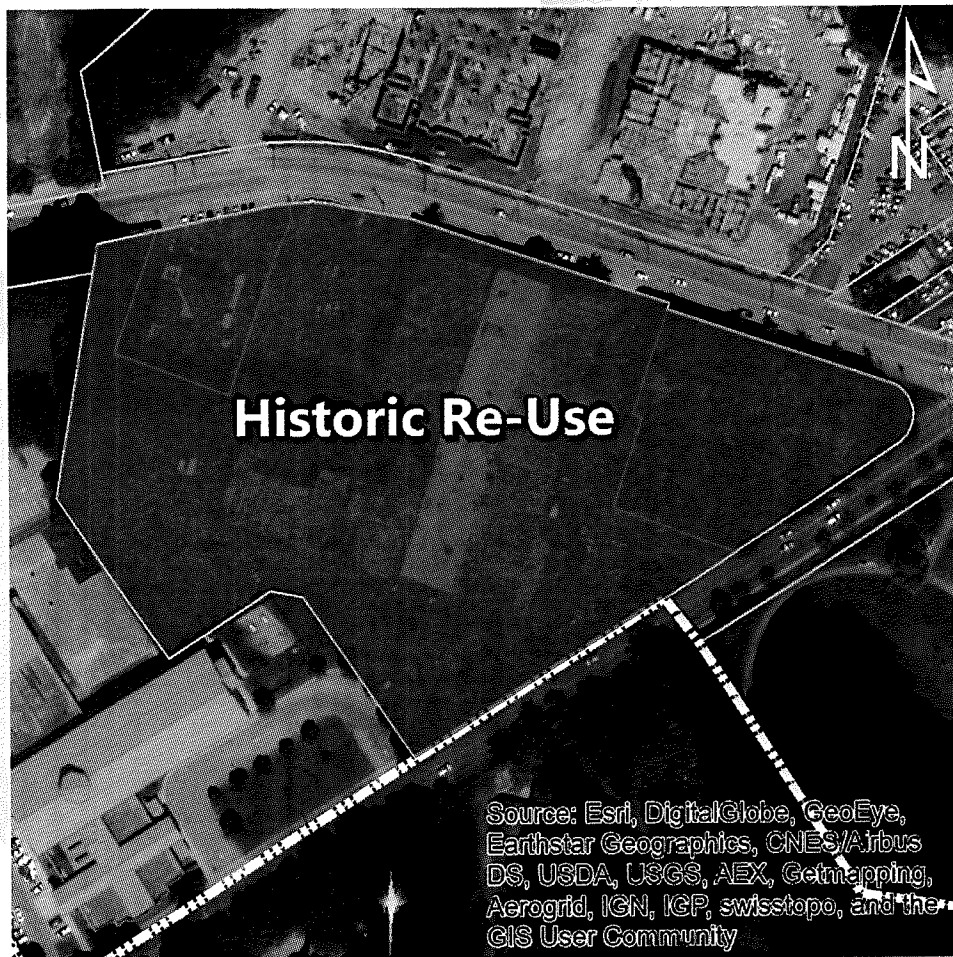 N
Historic Re-Use
Source: Esri, DigitalGlobe, GeoEye,
Earthstar Geographics, CNES/Airbus
DS, USDA, USGS, AEX, Getmapping,
Aerogrid, IGN, IGP, swisstopo, and the
GIS User Community